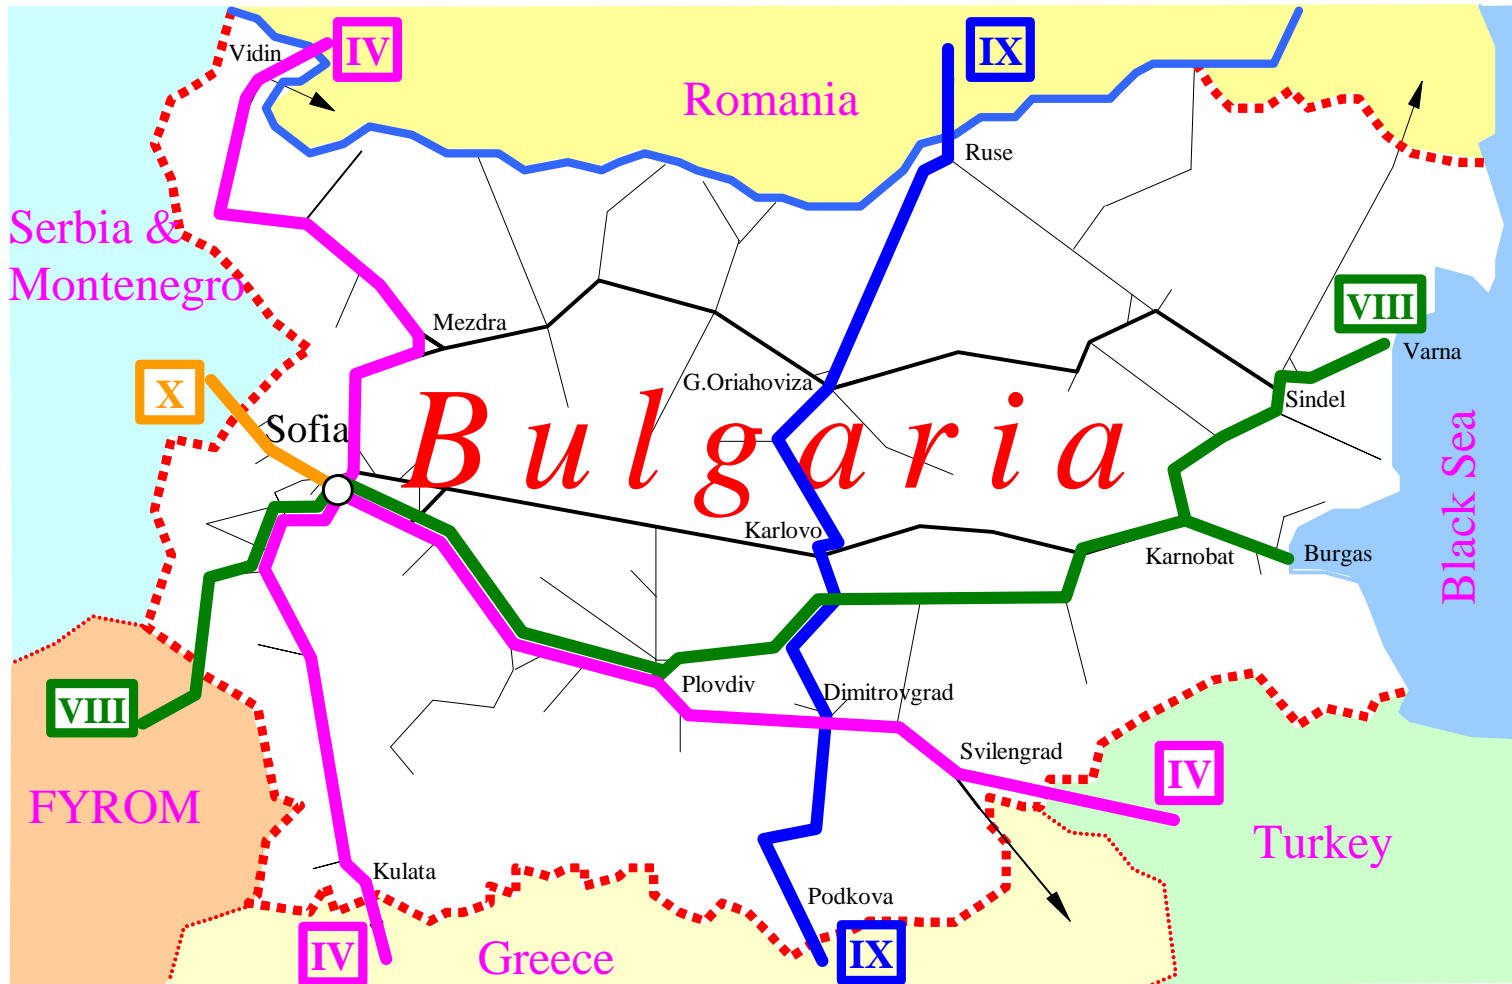 Vidin
IV
IX
Romania
Ruse
Serbia &
Montenegro
VIII
Mezdra
Varna
X
G.Oriahoviza
Sindel
Sofia
Bulgaria
Black Sea
Karlovo
Karnobat
Burgas
Plovdiv
Dimitrovgrad
VIII
Svilengrad
IV
FYROM
Turkey
Kulata
Podkova
IV
Greece
IX